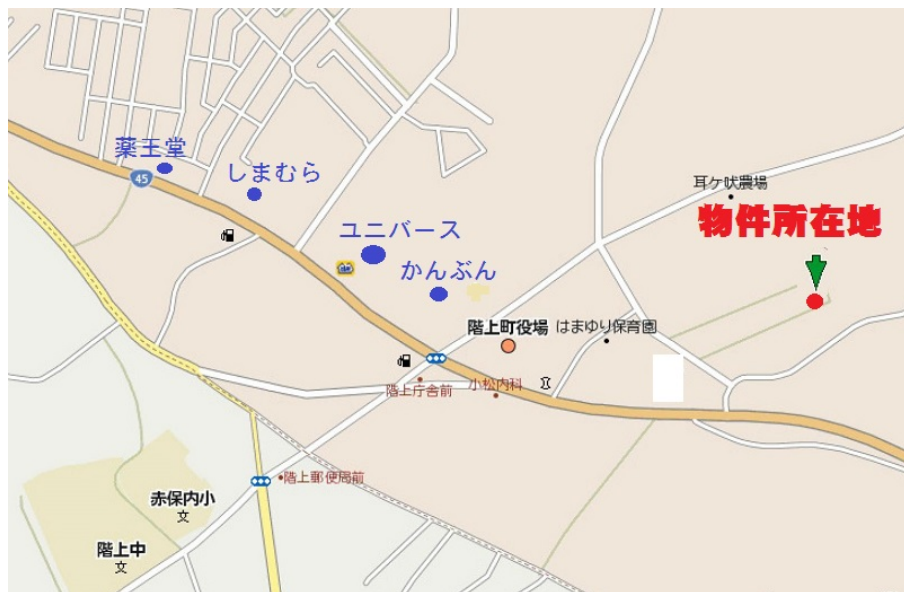 薬王堂
45
しまむら
耳ケ吠農場
物件所在地
ユニバース
かんぶん
階上町役場
はまゆり保育園
階上庁舎前
小松内科
階上郵便局前
赤保内小
文
階上中
文